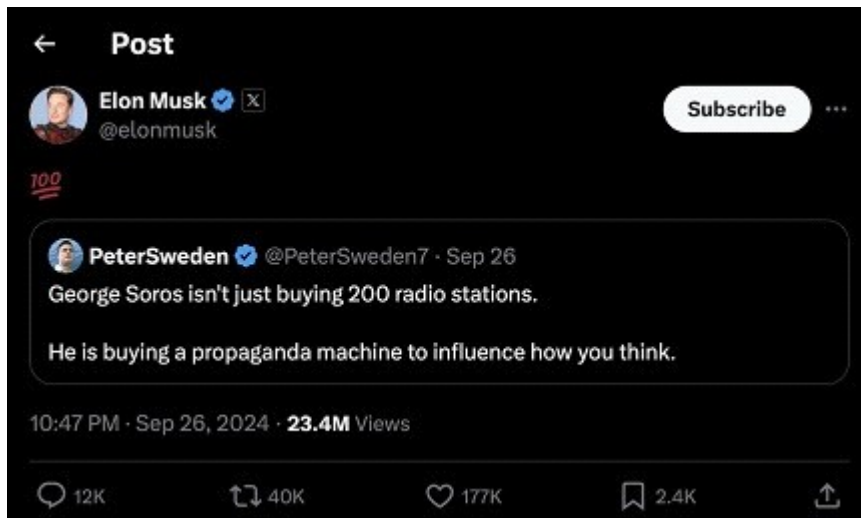 ← Post
Elon Musk X
@elonmusk
Subscribe ...
💯
PeterSweden @PeterSweden7 · Sep 26
George Soros isn't just buying 200 radio stations.
He is buying a propaganda machine to influence how you think.
10:47 PM · Sep 26, 2024 · 23.4M Views
12K 40K 177K 2.4K